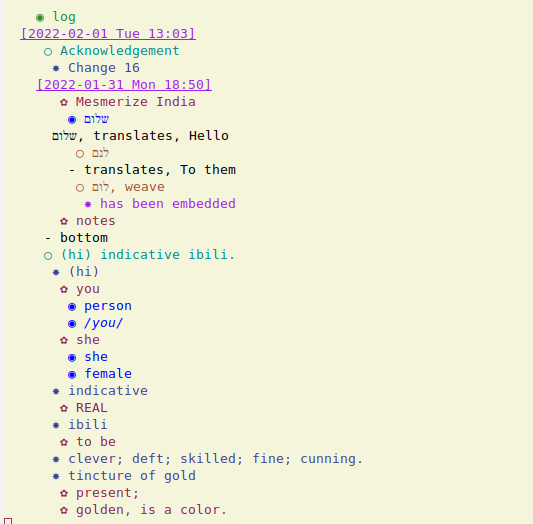 ◉ log
[2022-02-01 Tue 13:03]
○ Acknowledgement
✸ Change 16
[2022-01-31 Mon 18:50]
✿ Mesmerize India
◉ שלום
שלום, translates, Hello
○ לנם
- translates, To them
○ לום, weave
✸ has been embedded
✿ notes
- bottom
○ (hi) indicative ibili.
✸ (hi)
✿ you
◉ person
◉ /you/
✿ she
◉ she
◉ female
✸ indicative
✿ REAL
✸ ibili
✿ to be
✸ clever; deft; skilled; fine; cunning.
✸ tincture of gold
✿ present;
✿ golden, is a color.